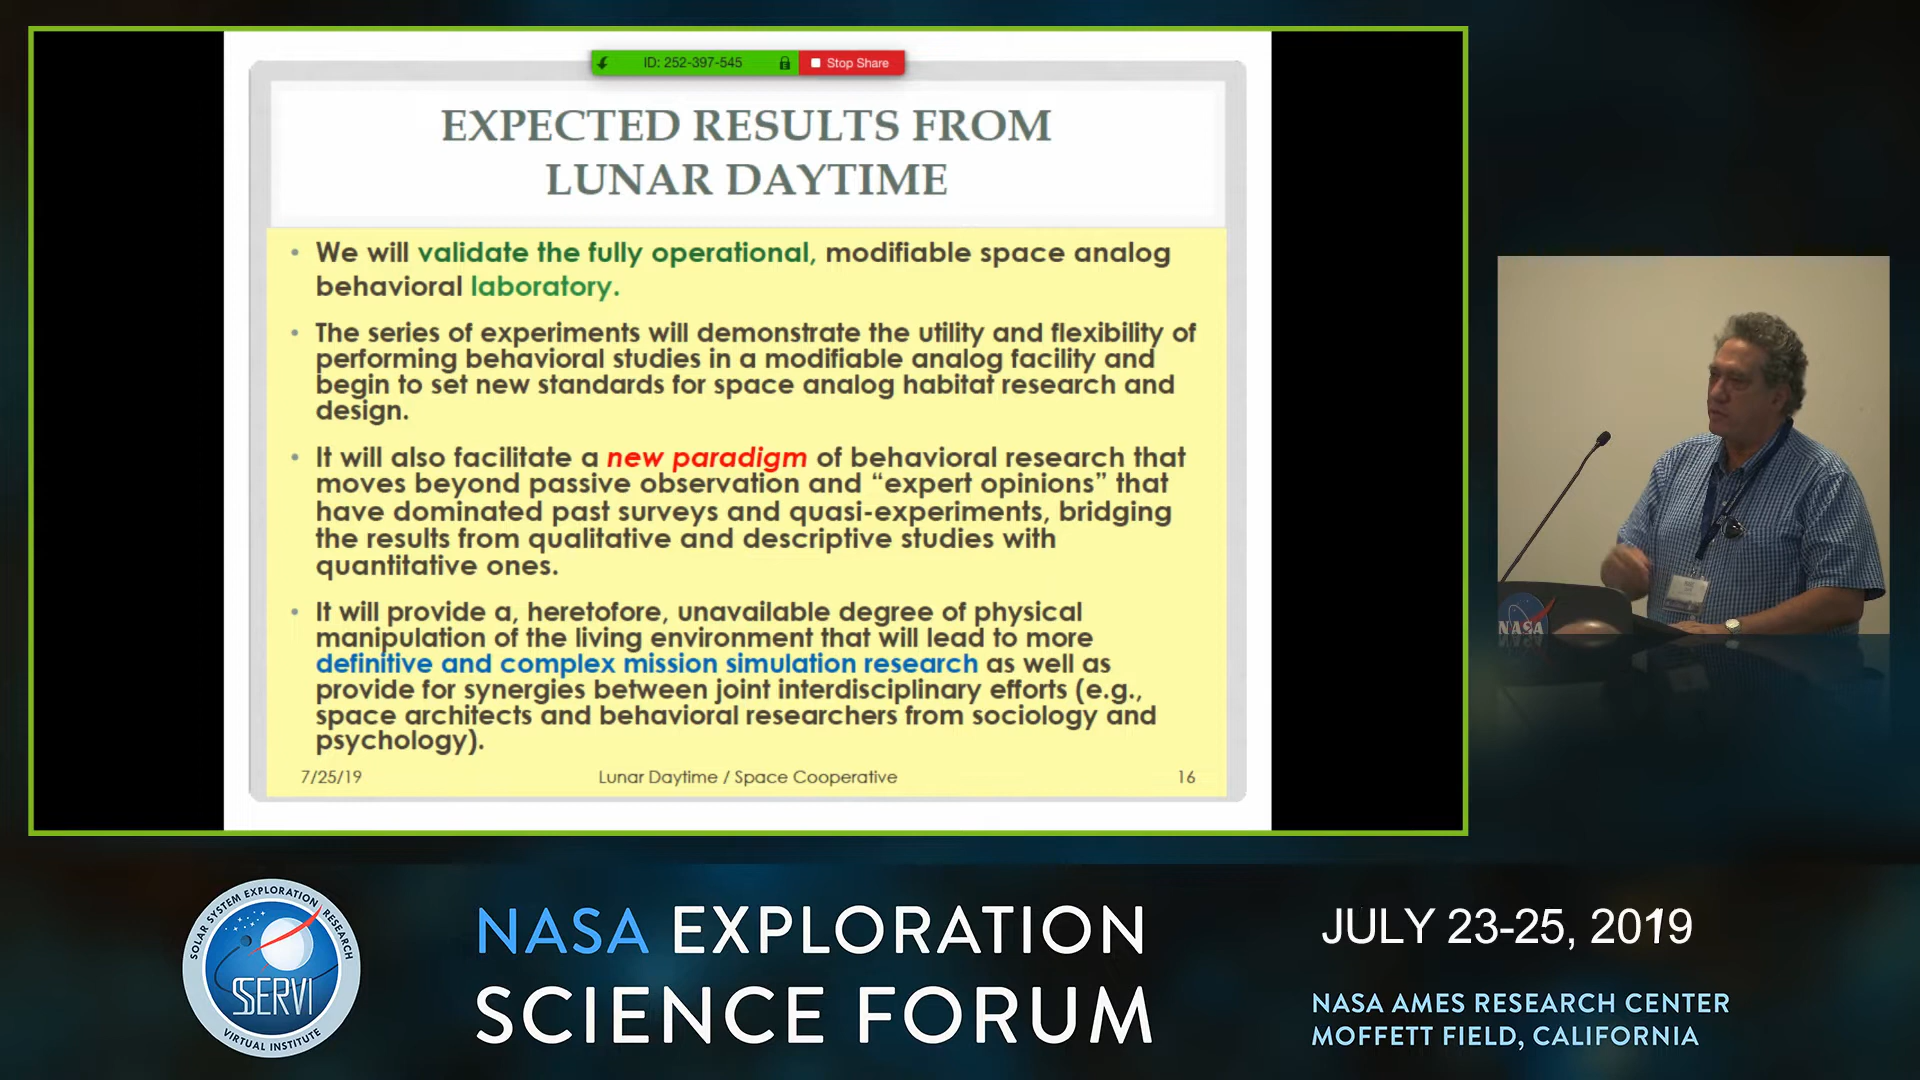 ID: 252-397-545
Stop Share
EXPECTED RESULTS FROM
LUNAR DAYTIME
• We will validate the fully operational, modifiable space analog
behavioral laboratory.
• The series of experiments will demonstrate the utility and flexibility of
performing behavioral studies in a modifiable analog facility and
begin to set new standards for space analog habitat research and
design.
• It will also facilitate a new paradigm of behavioral research that
moves beyond passive observation and “expert opinions” that
have dominated past surveys and quasi-experiments, bridging
the results from qualitative and descriptive studies with
quantitative ones.
• It will provide a, heretofore, unavailable degree of physical
manipulation of the living environment that will lead to more
definitive and complex mission simulation research as well as
provide for synergies between joint interdisciplinary efforts (e.g.,
space architects and behavioral researchers from sociology and
psychology).
7/25/19
Lunar Daytime / Space Cooperative
16
NASA
SOLAR SYSTEM EXPLORATION RESEARCH
SSERVI
VIRTUAL INSTITUTE
NASA EXPLORATION
SCIENCE FORUM
JULY 23-25, 2019
NASA AMES RESEARCH CENTER
MOFFETT FIELD, CALIFORNIA